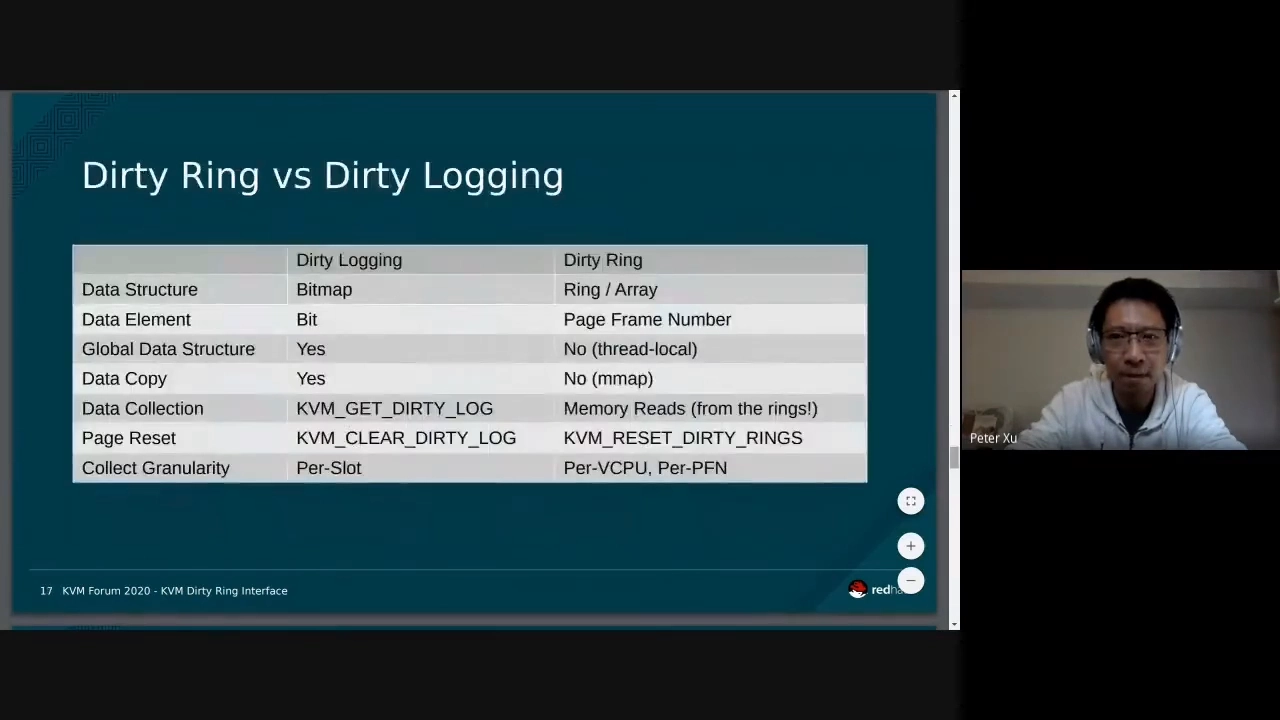 Dirty Ring vs Dirty Logging
Dirty Logging Dirty Ring
Data Structure Bitmap Ring / Array
Data Element Bit Page Frame Number
Global Data Structure Yes No (thread-local)
Data Copy Yes No (mmap)
Data Collection KVM_GET_DIRTY_LOG Memory Reads (from the rings!)
Page Reset KVM_CLEAR_DIRTY_LOG KVM_RESET_DIRTY_RINGS
Collect Granularity Per-Slot Per-VCPU, Per-PFN
17 KVM Forum 2020 - KVM Dirty Ring Interface
Peter Xu